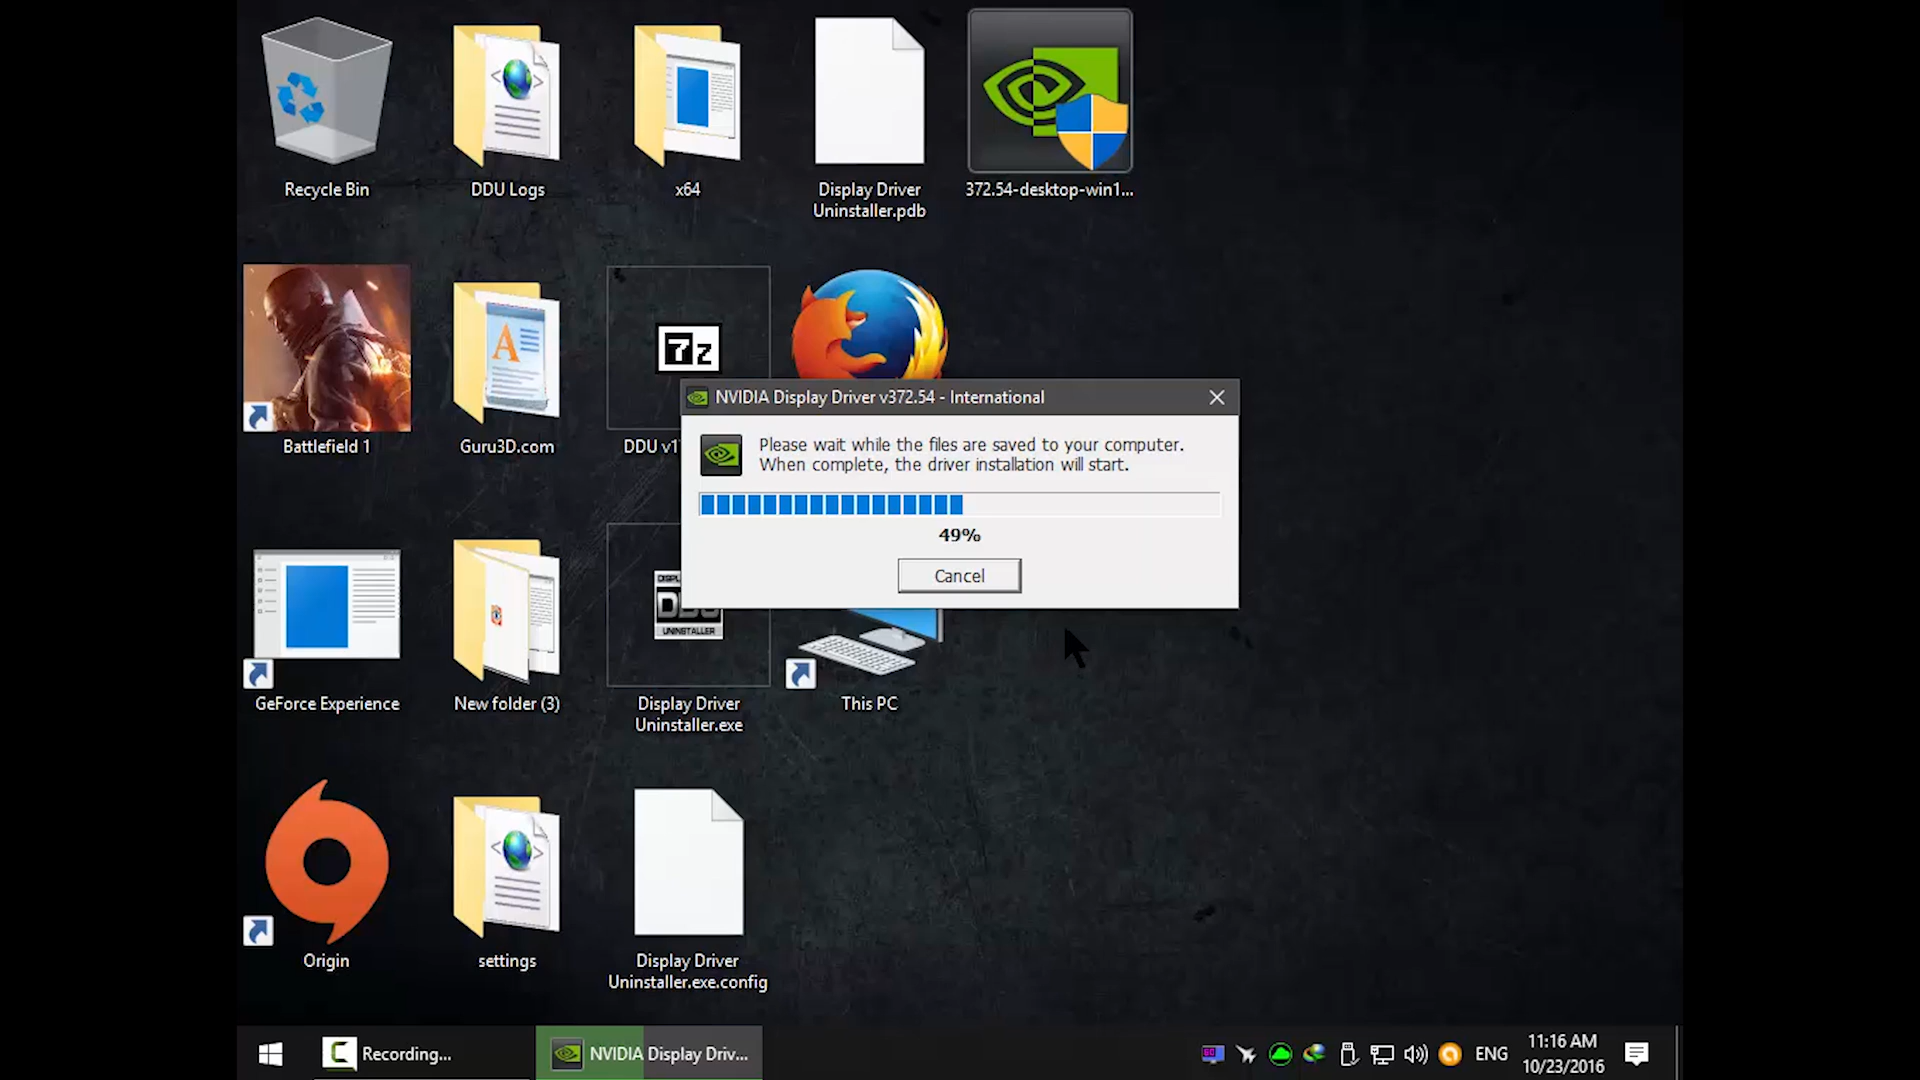 Recycle Bin
DDU Logs
x64
Display Driver
Uninstaller.pdb
372.54-desktop-win1...
Battlefield 1
Guru3D.com
7z
DDU v1
NVIDIA Display Driver v372.54 - International
Please wait while the files are saved to your computer.
When complete, the driver installation will start.
49%
Cancel
GeForce Experience
New folder (3)
UNINSTALLER
Display Driver
Uninstaller.exe
This PC
Origin
settings
Display Driver
Uninstaller.exe.config
Recording...
NVIDIA Display Driv...
ENG
11:16 AM
10/23/2016